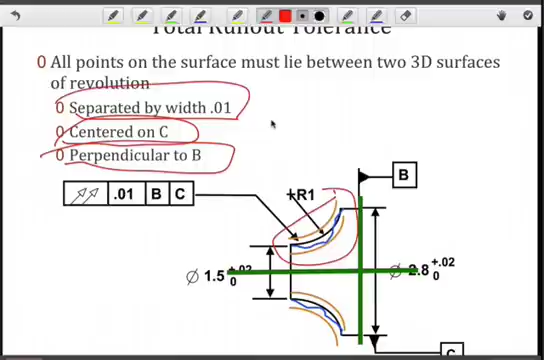 Total Runout Tolerance
All points on the surface must lie between two 3D surfaces
of revolution
Separated by width .01
Centered on C
Perpendicular to B
.01 B C
R1
B
⌀ 1.5 +.02 0
⌀ 2.8 +.02 0
C